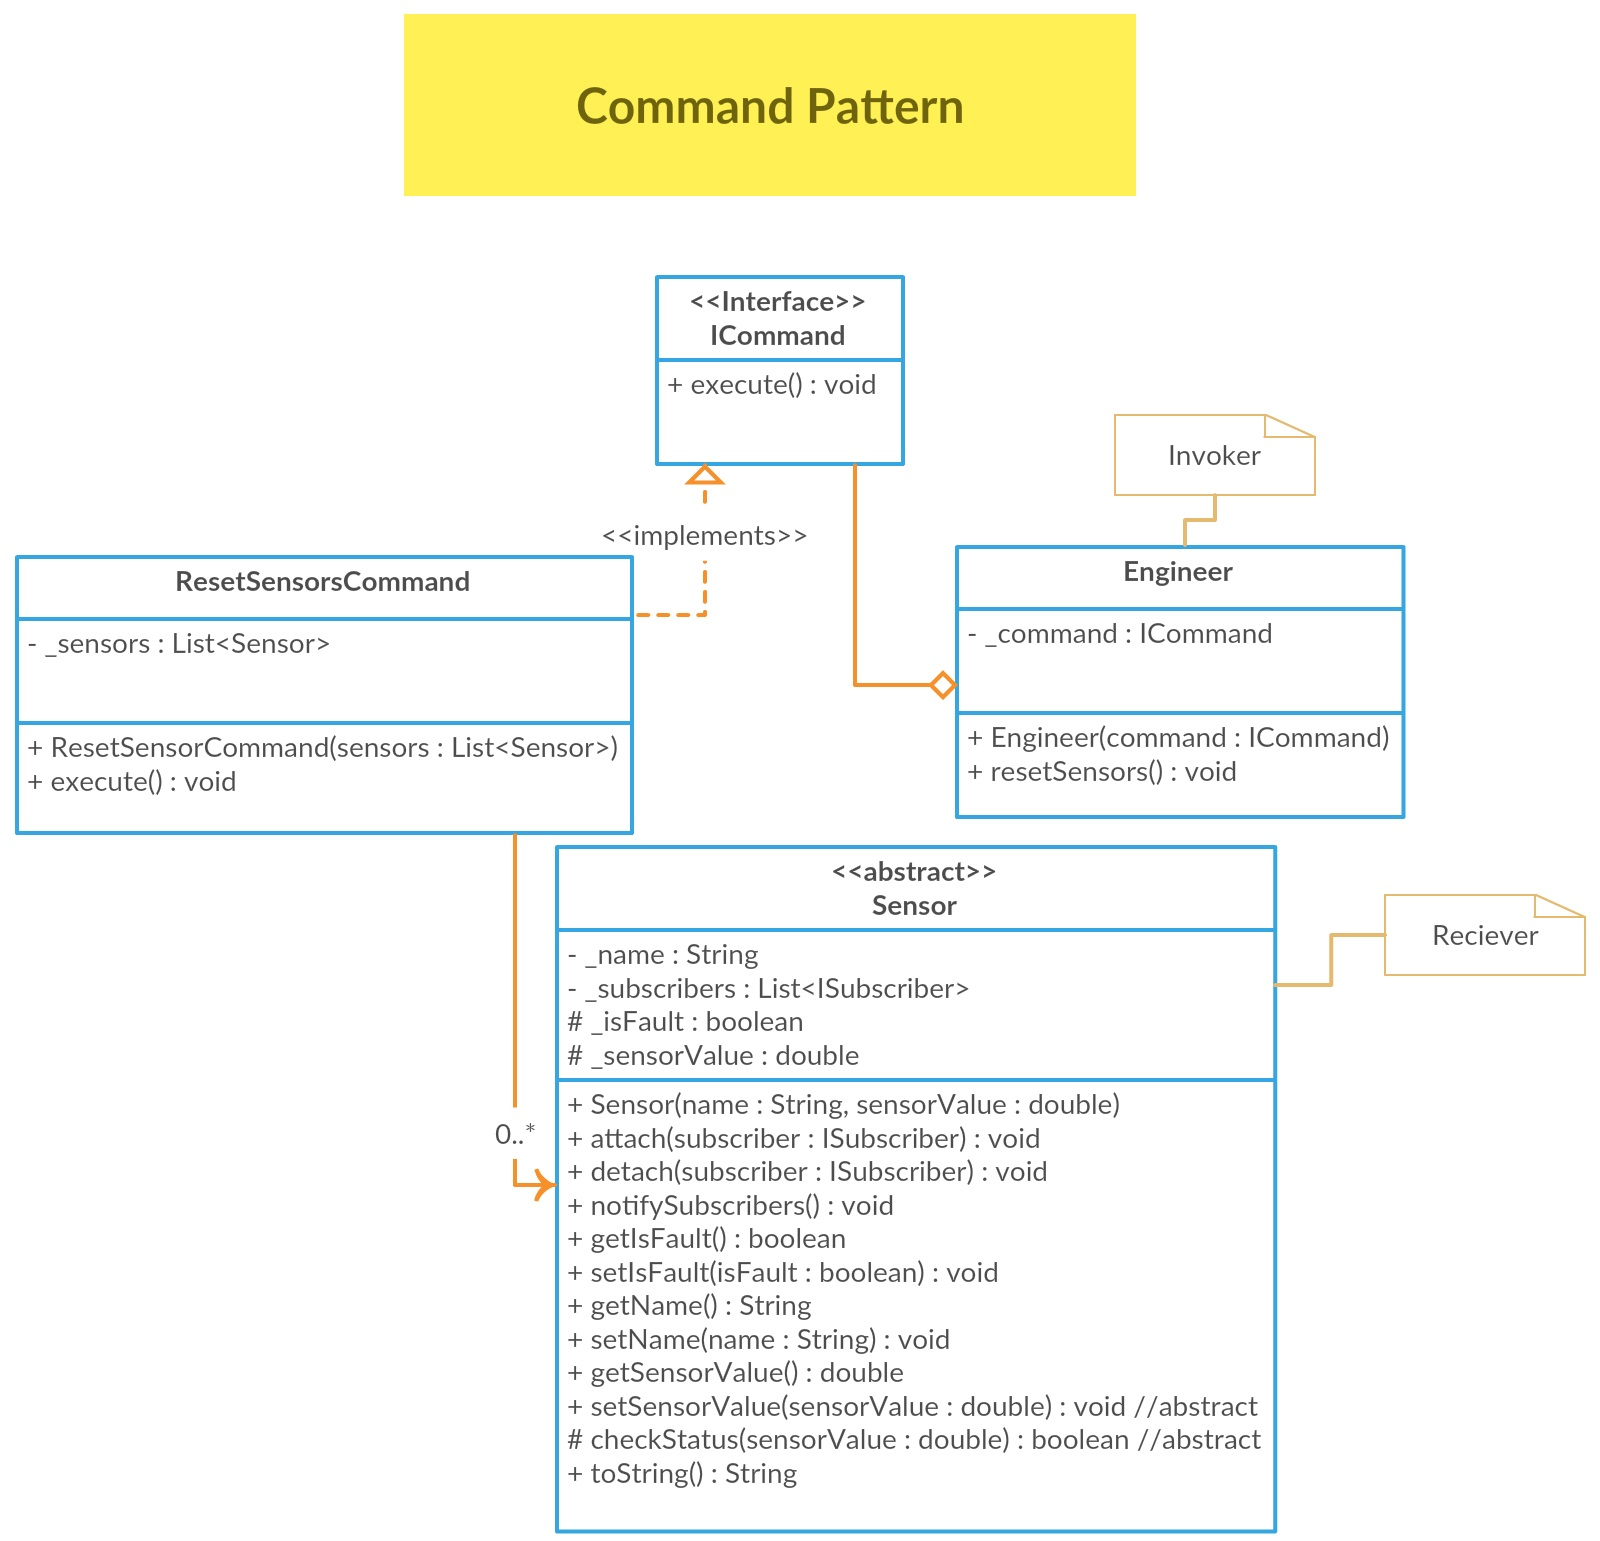 Command Pattern
<<Interface>>
ICommand
+ execute() : void
Invoker
<<implements>>
ResetSensorsCommand
- _sensors : List<Sensor>
+ ResetSensorCommand(sensors : List<Sensor>)
+ execute() : void
Engineer
- _command : ICommand
+ Engineer(command : ICommand)
+ resetSensors() : void
<<abstract>>
Sensor
- _name : String
- _subscribers : List<ISubscriber>
# _isFault : boolean
# _sensorValue : double
+ Sensor(name : String, sensorValue : double)
+ attach(subscriber : ISubscriber) : void
+ detach(subscriber : ISubscriber) : void
+ notifySubscribers() : void
+ getIsFault() : boolean
+ setIsFault(isFault : boolean) : void
+ getName() : String
+ setName(name : String) : void
+ getSensorValue() : double
+ setSensorValue(sensorValue : double) : void //abstract
# checkStatus(sensorValue : double) : boolean //abstract
+ toString() : String
Reciever
0..*